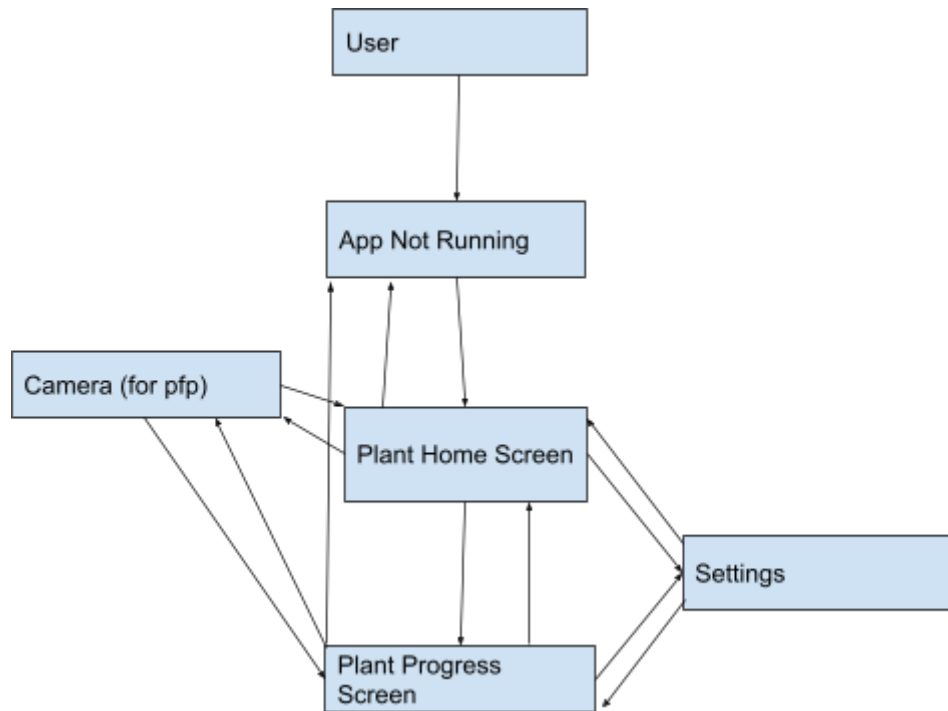 User
App Not Running
Camera (for pfp)
Plant Home Screen
Settings
Plant Progress
Screen